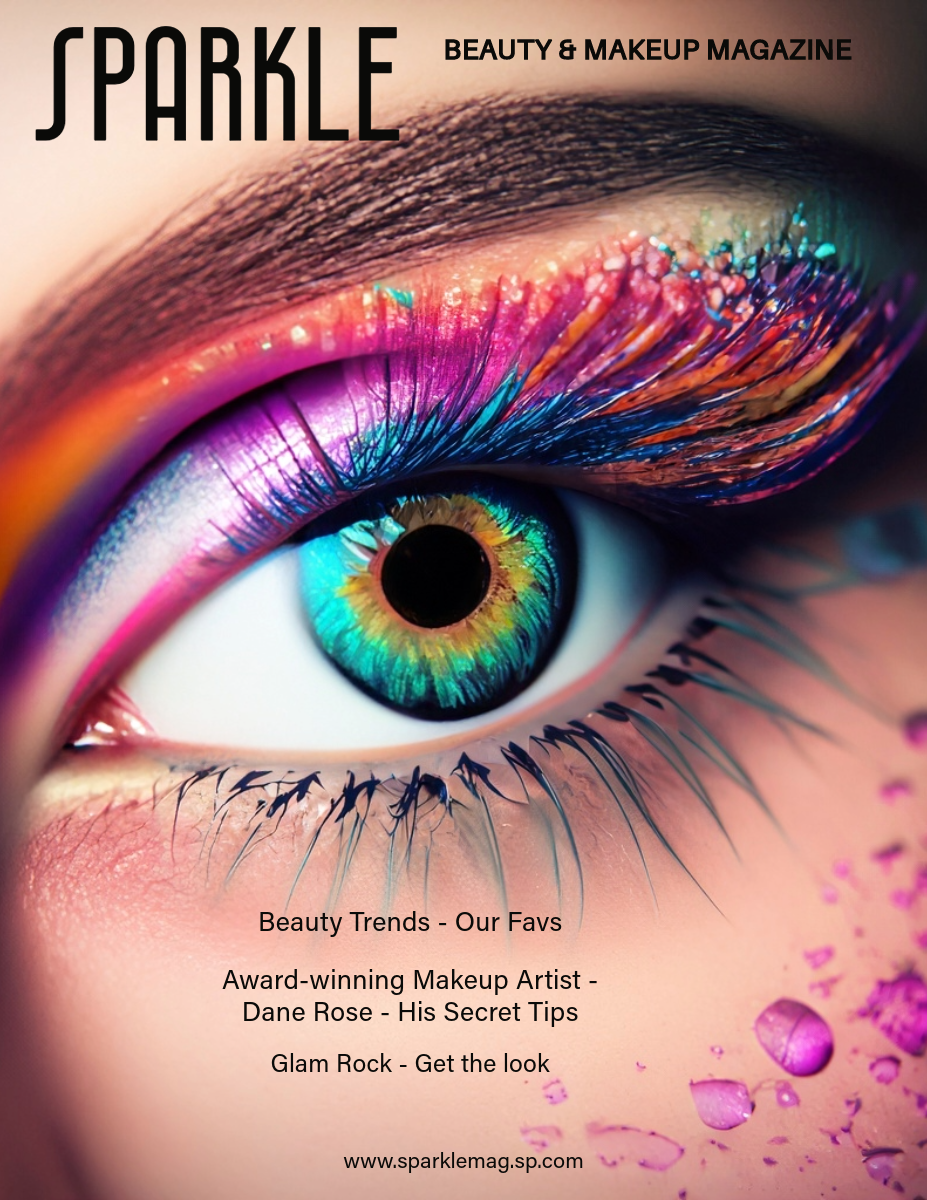 SPARKLE
BEAUTY & MAKEUP MAGAZINE
Beauty Trends - Our Favs
Award-winning Makeup Artist -
Dane Rose - His Secret Tips
Glam Rock - Get the look
www.sparklemag.sp.com